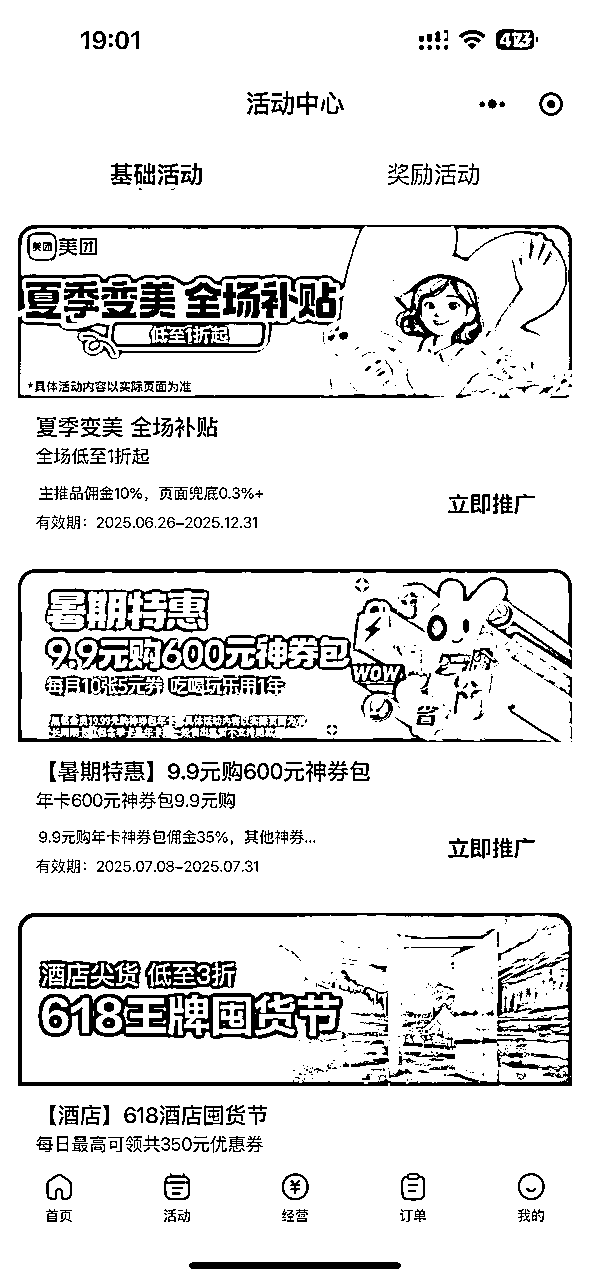 19:01
活动中心
基础活动
奖励活动
美团 美团
夏季变美 全场补贴
低至1折起
*具体活动内容以实际页面为准
夏季变美 全场补贴
全场低至1折起
主推品佣金10%，页面兜底0.3%+
立即推广
有效期：2025.06.26-2025.12.31
暑期特惠
9.9元购600元神券包
每月10张5元券 吃喝玩乐用1年
WOW
省
【暑期特惠】9.9元购600元神券包
年卡600元神券包9.9元购
9.9元购年卡神券包佣金35%，其他神券...
立即推广
有效期：2025.07.08-2025.07.31
酒店尖货 低至3折
618王牌囤货节
【酒店】618酒店囤货节
每日最高可领共350元优惠券
首页
活动
经营
订单
我的